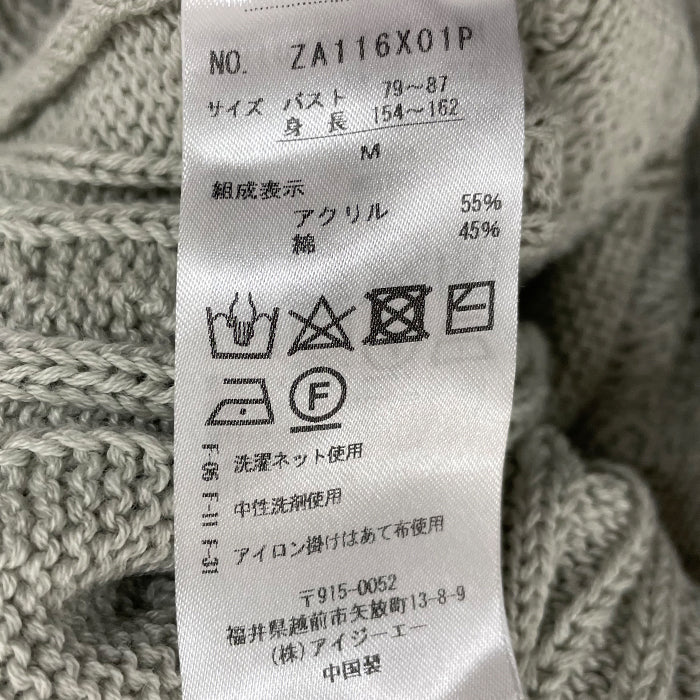 NO. ZA116X01P
サイズ バスト 79～87
身長 154～162
M
組成表示
アクリル 55%
綿 45%
F
洗濯ネット使用
中性洗剤使用
アイロン掛けはあて布使用
〒915-0052
福井県越前市矢放町13-8-9
(株)アイジーエー
中国製